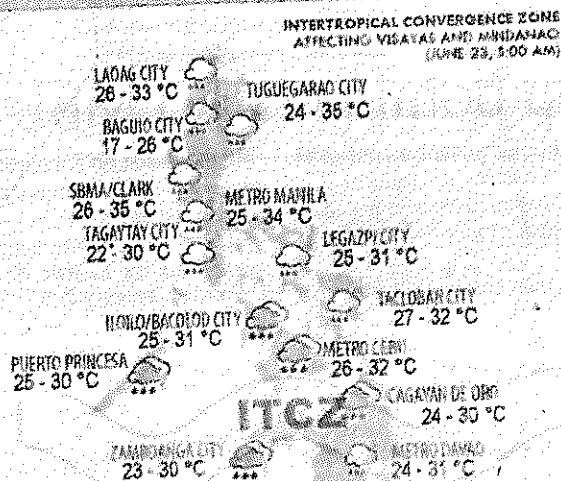 INTERTROPICAL CONVERGENCE ZONE
AFFECTING VISAYAS AND MINDANAO
(JUNE 23, 5:00 AM)
LAOAG CITY
26 - 33 °C
TUGUEGARAO CITY
24 - 35 °C
BAGUIO CITY
17 - 26 °C
SBMA/CLARK
26 - 35 °C
METRO MANILA
25 - 34 °C
TAGAYTAY CITY
22 - 30 °C
LEGAZPI CITY
25 - 31 °C
TACLOBAN CITY
27 - 32 °C
ILOILO/BACOLOD CITY
25 - 31 °C
METRO CEBU
26 - 32 °C
PUERTO PRINCESA
25 - 30 °C
CAGAYAN DE ORO
24 - 30 °C
ITCZ
ZAMBOANGA CITY
23 - 30 °C
METRO DAVAO
24 - 31 °C